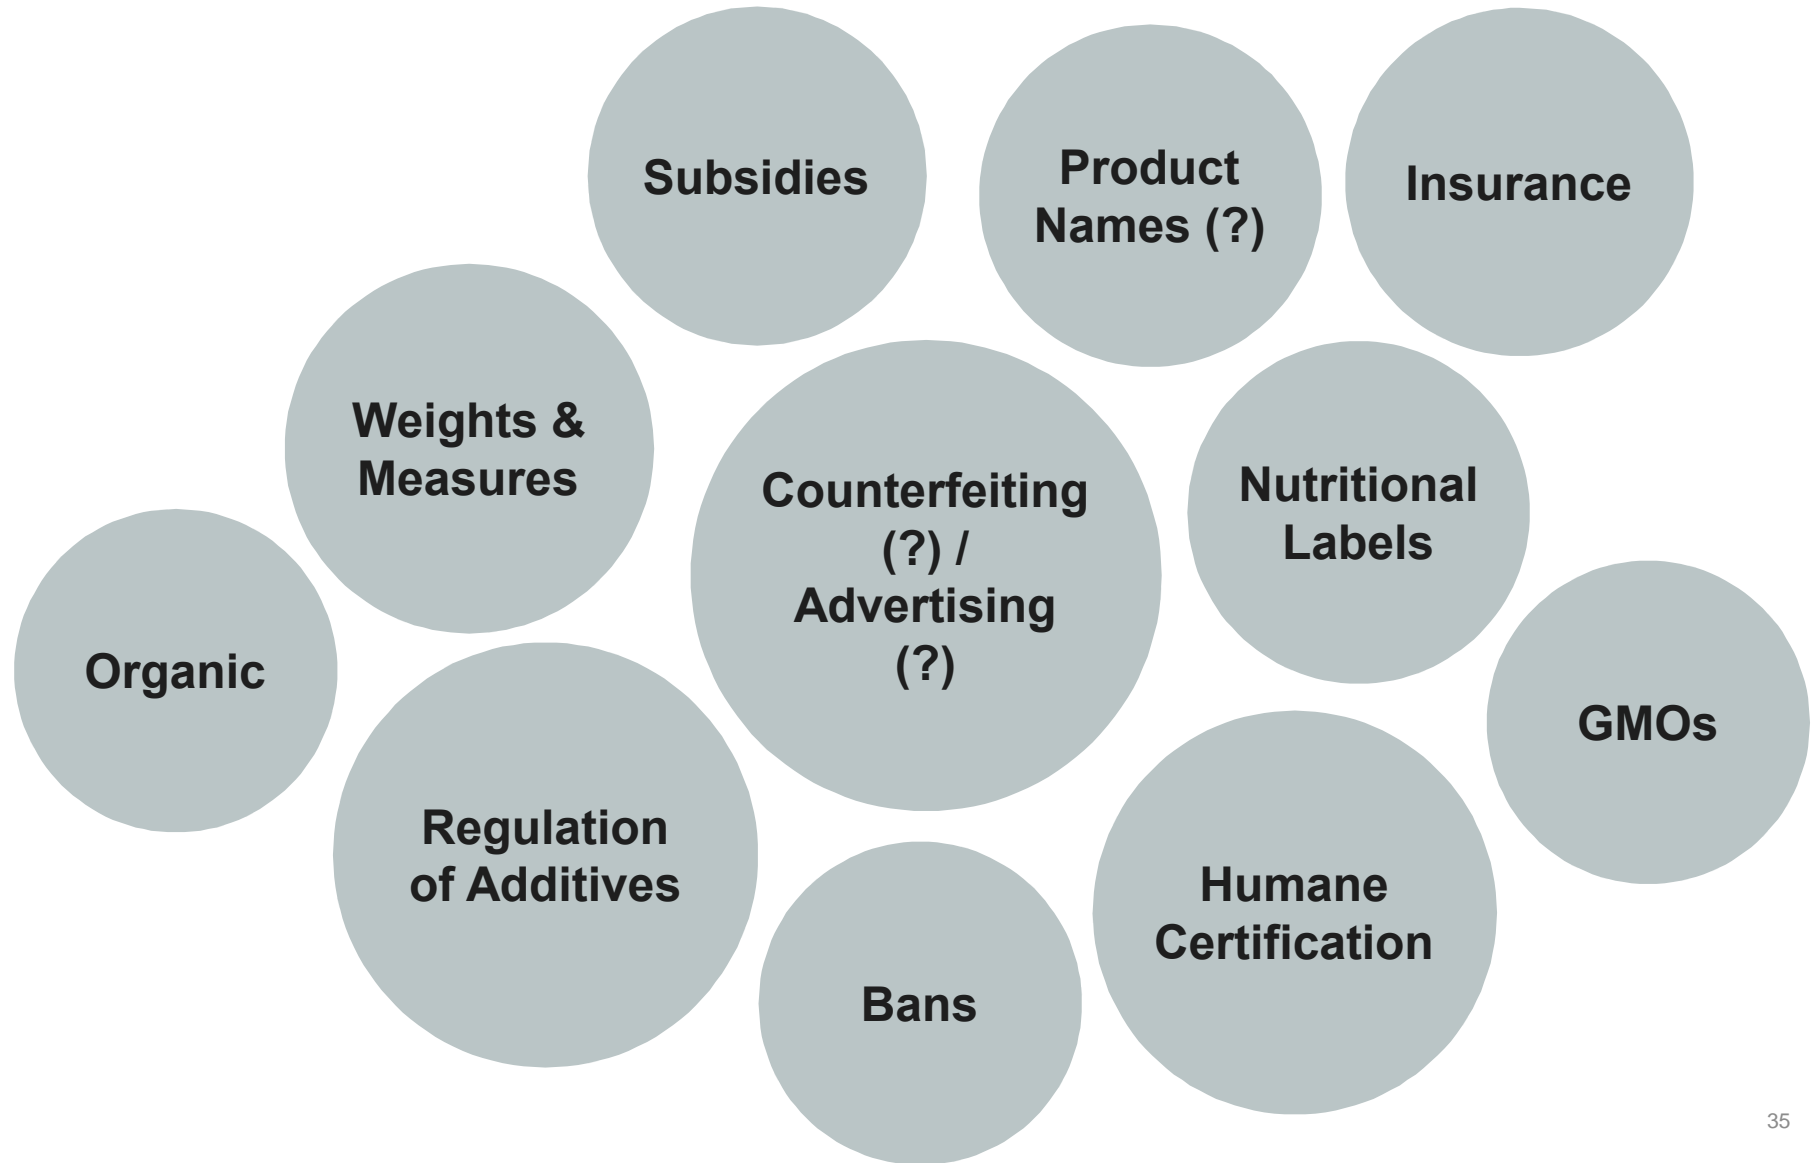 Subsidies
Product
Names (?)
Insurance
Weights &
Measures
Counterfeiting
(?) /
Advertising
(?)
Nutritional
Labels
Organic
GMOs
Regulation
of Additives
Humane
Certification
Bans
35